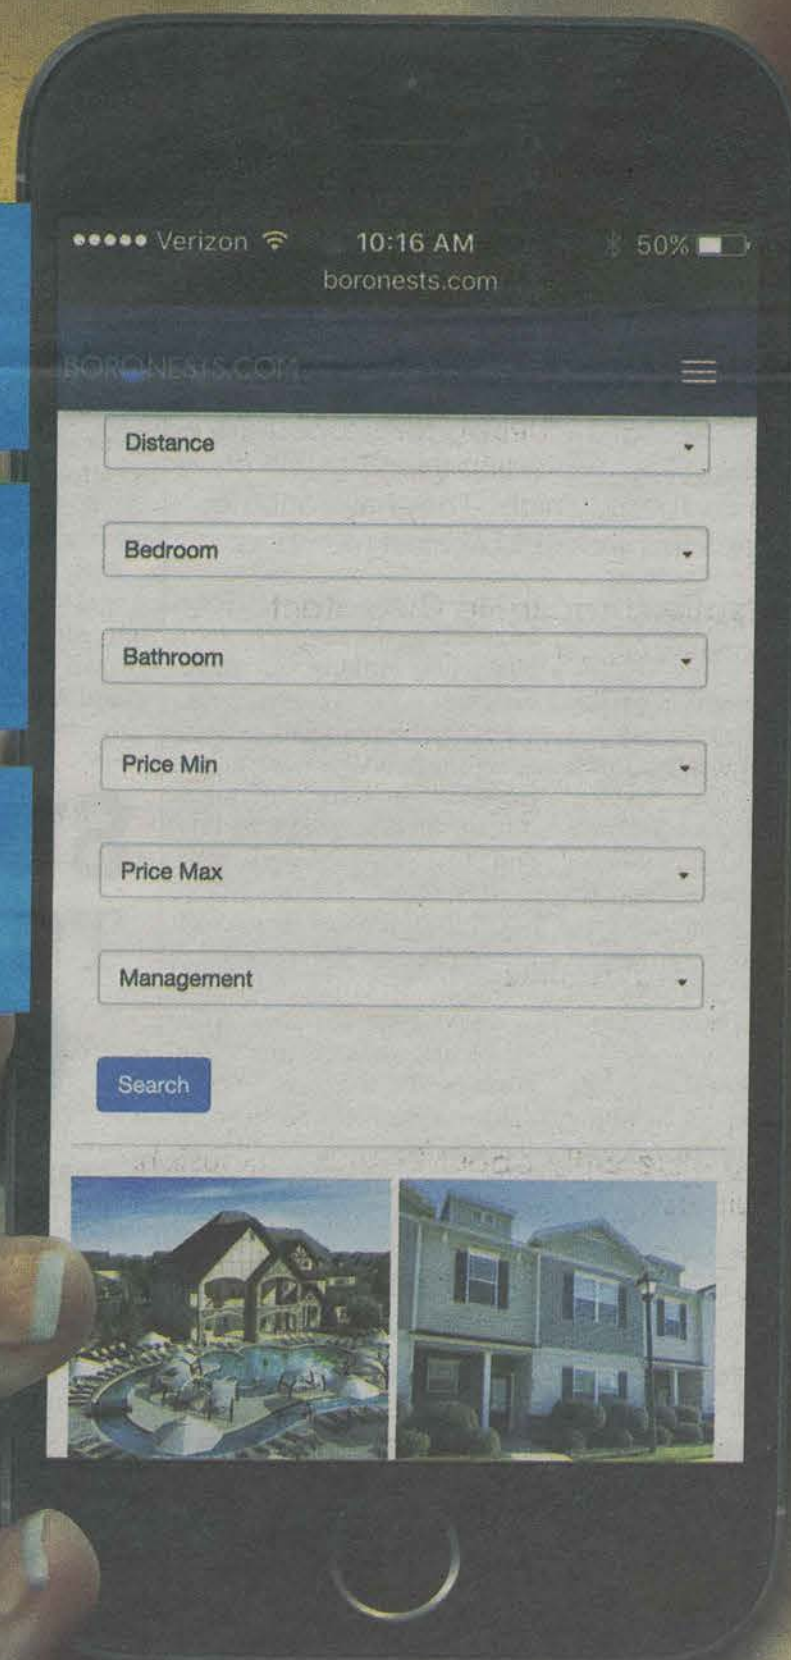 Verizon 10:16 AM 50%
boronests.com
BORONESTS.COM
Distance
Bedroom
Bathroom
Price Min
Price Max
Management
Search